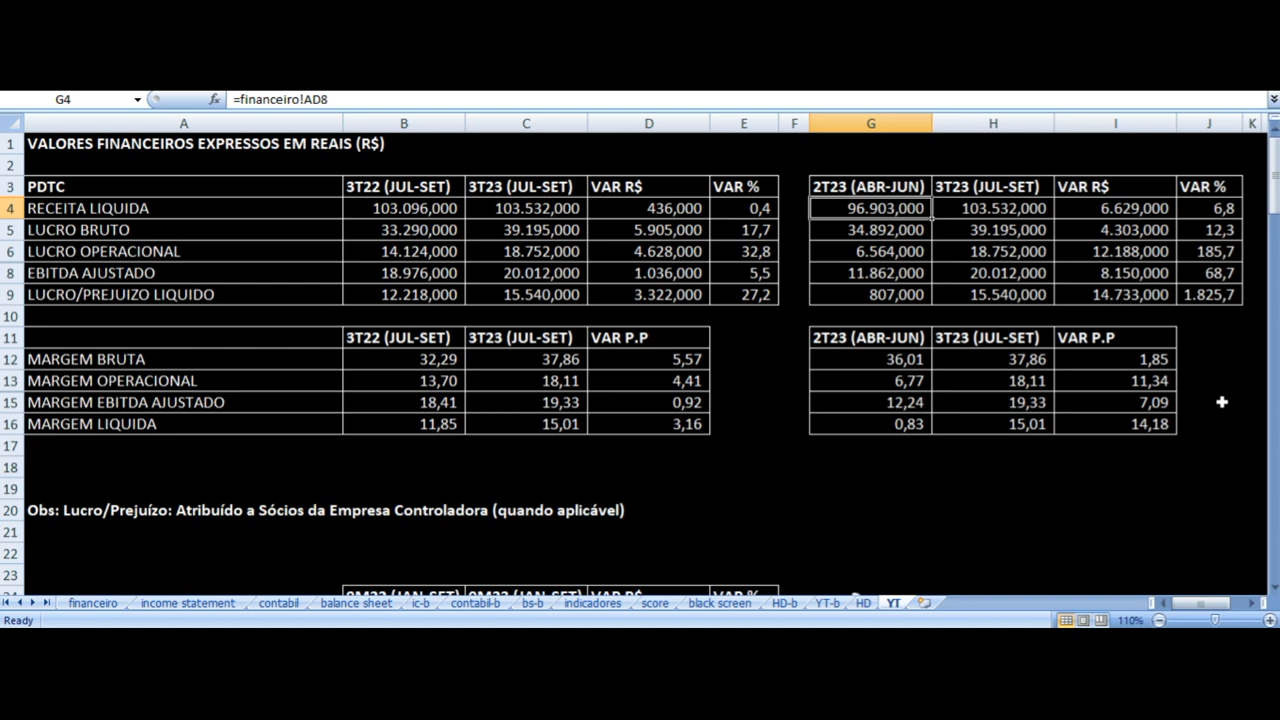 G4 fx =financeiro!AD8
A B C D E F G H I J K
1 VALORES FINANCEIROS EXPRESSOS EM REAIS (R$)
2
3 PDTC 3T22 (JUL-SET) 3T23 (JUL-SET) VAR R$ VAR % 2T23 (ABR-JUN) 3T23 (JUL-SET) VAR R$ VAR %
4 RECEITA LIQUIDA 103.096,000 103.532,000 436,000 0,4 96.903,000 103.532,000 6.629,000 6,8
5 LUCRO BRUTO 33.290,000 39.195,000 5.905,000 17,7 34.892,000 39.195,000 4.303,000 12,3
6 LUCRO OPERACIONAL 14.124,000 18.752,000 4.628,000 32,8 6.564,000 18.752,000 12.188,000 185,7
8 EBITDA AJUSTADO 18.976,000 20.012,000 1.036,000 5,5 11.862,000 20.012,000 8.150,000 68,7
9 LUCRO/PREJUIZO LIQUIDO 12.218,000 15.540,000 3.322,000 27,2 807,000 15.540,000 14.733,000 1.825,7
10
11 3T22 (JUL-SET) 3T23 (JUL-SET) VAR P.P 2T23 (ABR-JUN) 3T23 (JUL-SET) VAR P.P
12 MARGEM BRUTA 32,29 37,86 5,57 36,01 37,86 1,85
13 MARGEM OPERACIONAL 13,70 18,11 4,41 6,77 18,11 11,34
15 MARGEM EBITDA AJUSTADO 18,41 19,33 0,92 12,24 19,33 7,09
16 MARGEM LIQUIDA 11,85 15,01 3,16 0,83 15,01 14,18
17
18
19
20 Obs: Lucro/Prejuízo: Atribuído a Sócios da Empresa Controladora (quando aplicável)
21
22
23
24 9M22 (JAN-SET) 9M23 (JAN-SET) VAR R$ VAR %
financeiro income statement contabil balance sheet ic-b contabil-b bs-b indicadores score black screen HD-b YT-b HD YT
Ready 110%